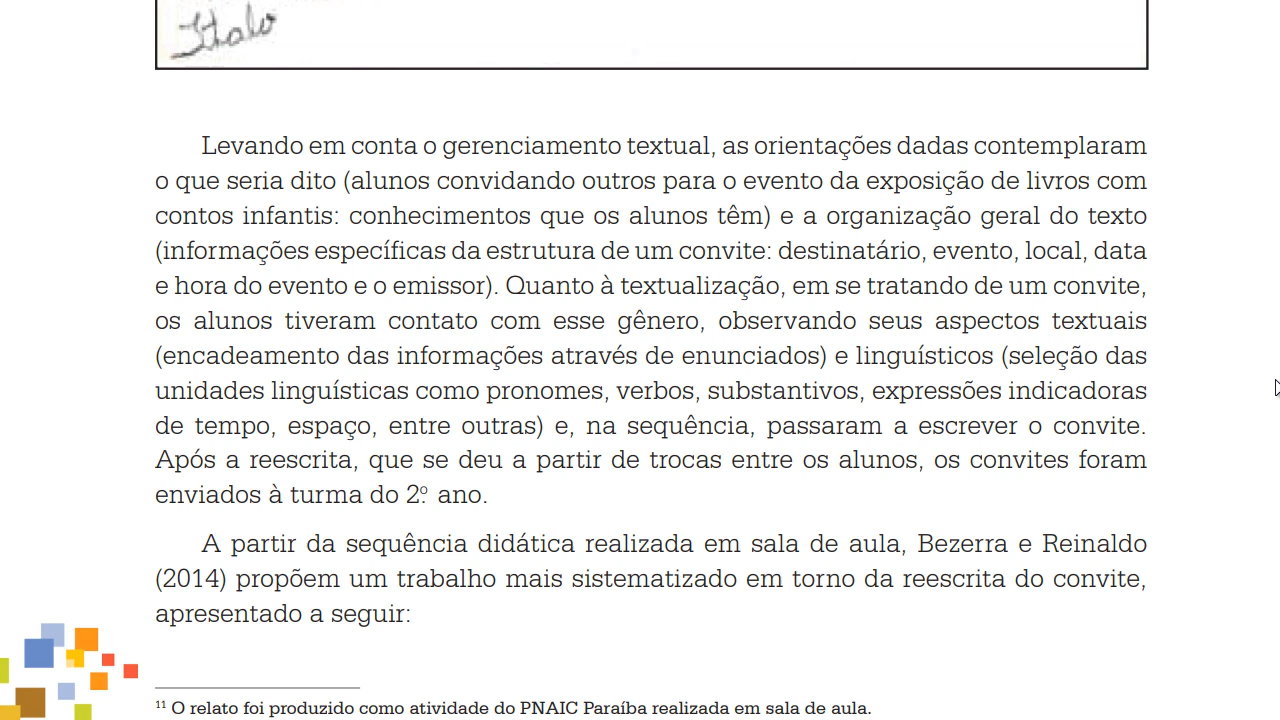 Italo
Levando em conta o gerenciamento textual, as orientações dadas contemplaram
o que seria dito (alunos convidando outros para o evento da exposição de livros com
contos infantis: conhecimentos que os alunos têm) e a organização geral do texto
(informações específicas da estrutura de um convite: destinatário, evento, local, data
e hora do evento e o emissor). Quanto à textualização, em se tratando de um convite,
os alunos tiveram contato com esse gênero, observando seus aspectos textuais
(encadeamento das informações através de enunciados) e linguísticos (seleção das
unidades linguísticas como pronomes, verbos, substantivos, expressões indicadoras
de tempo, espaço, entre outras) e, na sequência, passaram a escrever o convite.
Após a reescrita, que se deu a partir de trocas entre os alunos, os convites foram
enviados à turma do 2º ano.
A partir da sequência didática realizada em sala de aula, Bezerra e Reinaldo
(2014) propõem um trabalho mais sistematizado em torno da reescrita do convite,
apresentado a seguir:
11 O relato foi produzido como atividade do PNAIC Paraíba realizada em sala de aula.